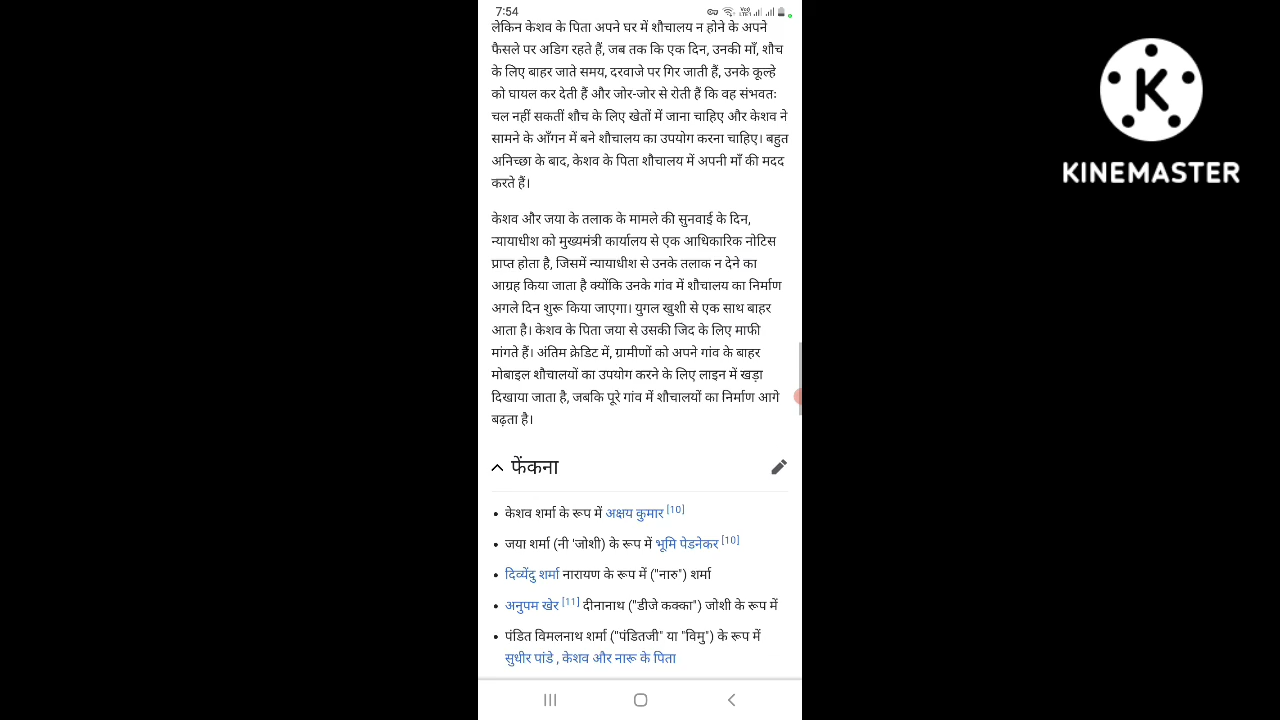 7:54
लेकिन केशव के पिता अपने घर में शौचालय न होने के अपने
फैसले पर अडिग रहते हैं, जब तक कि एक दिन, उनकी माँ, शौच
के लिए बाहर जाते समय, दरवाजे पर गिर जाती हैं, उनके कूल्हे
को घायल कर देती हैं और जोर-जोर से रोती हैं कि वह संभवतः
चल नहीं सकतीं शौच के लिए खेतों में जाना चाहिए और केशव ने
सामने के आँगन में बने शौचालय का उपयोग करना चाहिए। बहुत
अनिच्छा के बाद, केशव के पिता शौचालय में अपनी माँ की मदद
करते हैं।
केशव और जया के तलाक के मामले की सुनवाई के दिन,
न्यायाधीश को मुख्यमंत्री कार्यालय से एक आधिकारिक नोटिस
प्राप्त होता है, जिसमें न्यायाधीश से उनके तलाक न देने का
आग्रह किया जाता है क्योंकि उनके गांव में शौचालय का निर्माण
अगले दिन शुरू किया जाएगा। युगल खुशी से एक साथ बाहर
आता है। केशव के पिता जया से उसकी जिद के लिए माफी
मांगते हैं। अंतिम क्रेडिट में, ग्रामीणों को अपने गांव के बाहर
मोबाइल शौचालयों का उपयोग करने के लिए लाइन में खड़ा
दिखाया जाता है, जबकि पूरे गांव में शौचालयों का निर्माण आगे
बढ़ता है।
फेंकना
• केशव शर्मा के रूप में अक्षय कुमार [10]
• जया शर्मा (नी 'जोशी) के रूप में भूमि पेडनेकर [10]
• दिव्येंदु शर्मा नारायण के रूप में ("नारु") शर्मा
• अनुपम खेर [11] दीनानाथ ("डीजे कक्का") जोशी के रूप में
• पंडित विमलनाथ शर्मा ("पंडितजी" या "विमु") के रूप में
सुधीर पांडे , केशव और नारू के पिता
K
KINEMASTER